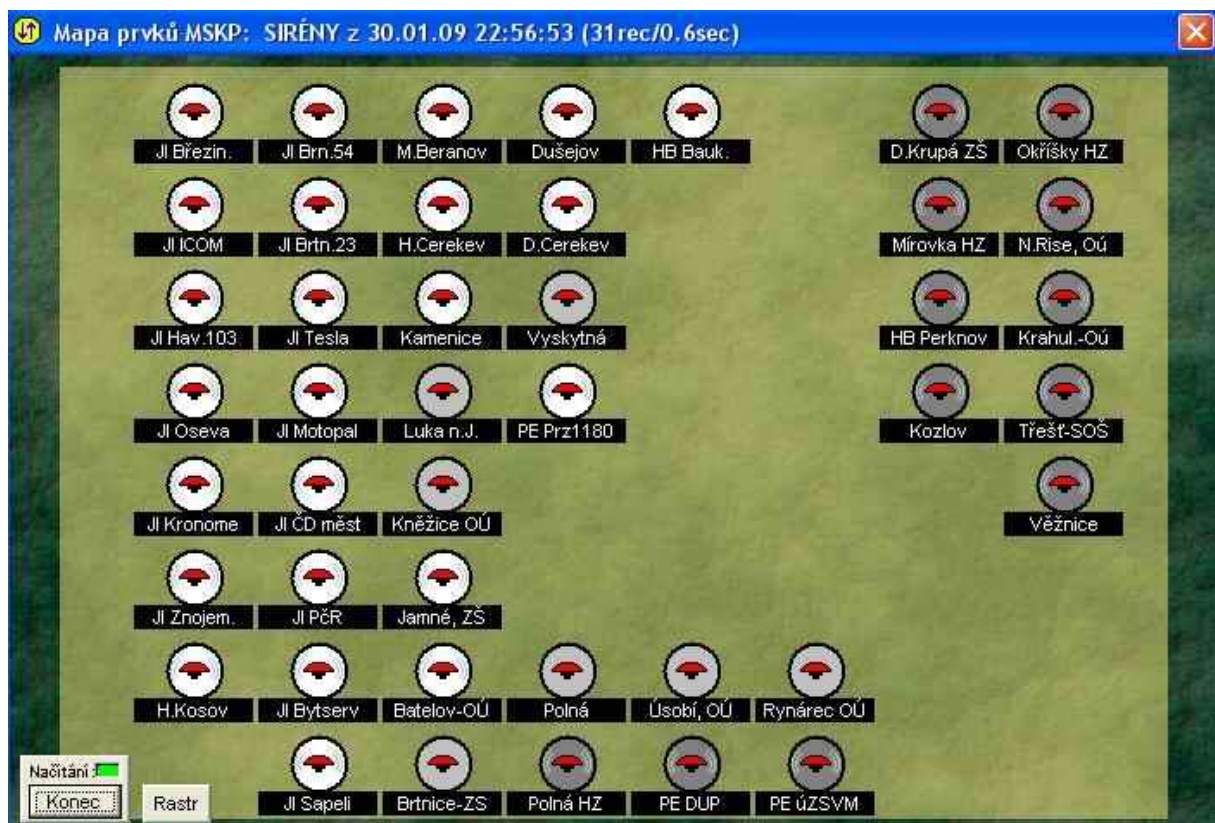 Mapa prvků MSKP: SIRÉNY z 30.01.09 22:56:53 (31rec/0.6sec)
JI Březin. JI Brn.54 M.Beranov Dušejov HB Bauk. D.Krupá ZŠ Okříšky HZ
JI ICOM JI Brtn.23 H.Cerekev D.Cerekev Mírovka HZ N.Rise, Oú
JI Hav.103 JI Tesla Kamenice Vyskytná HB Perknov Krahul.-Oú
JI Oseva JI Motopal Luka n.J. PE Prz1180 Kozlov Třešť-SOŠ
JI Kronome JI ČD měst Kněžice OÚ Věžnice
JI Znojem. JI PčR Jamné, ZŠ
H.Kosov JI Bytserv Batelov-OÚ Polná Úsobí, OÚ Rynárec OÚ
Načítání:
Konec Rastr JI Sapeli Brtnice-ZS Polná HZ PE DUP PE úZSVM